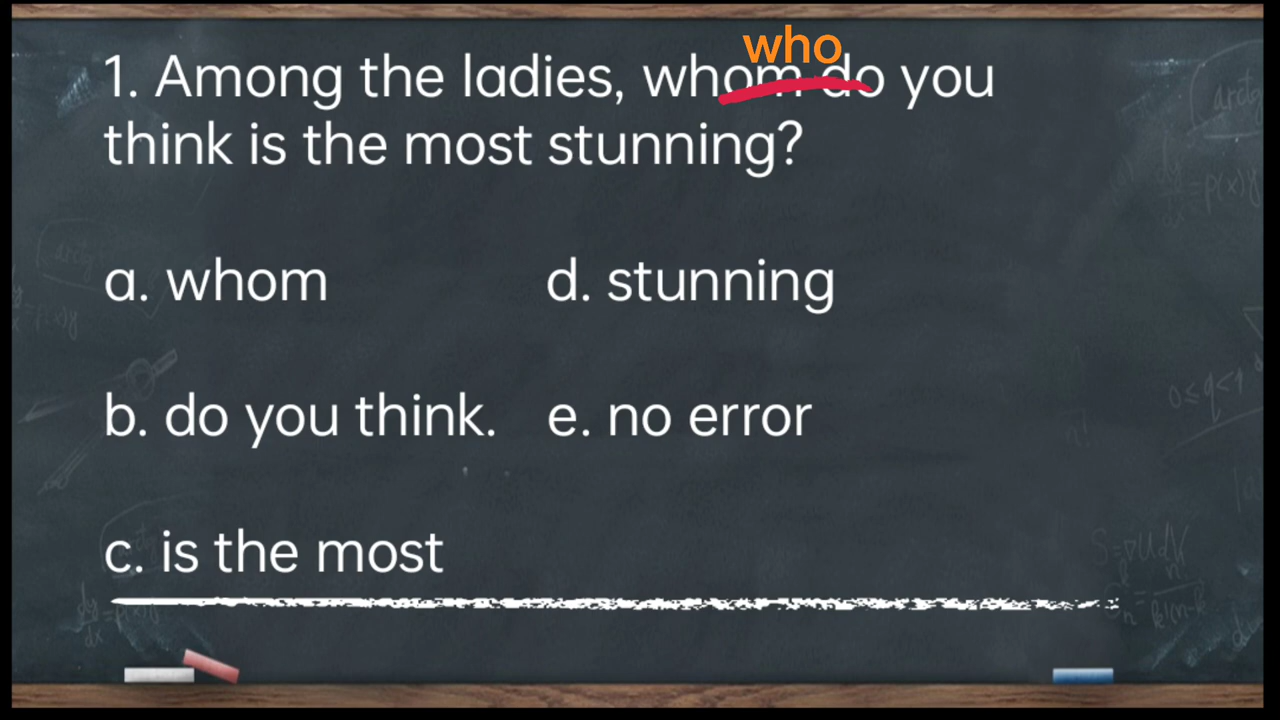 who
1. Among the ladies, whom do you
think is the most stunning?
a. whom
d. stunning
b. do you think.
e. no error
c. is the most